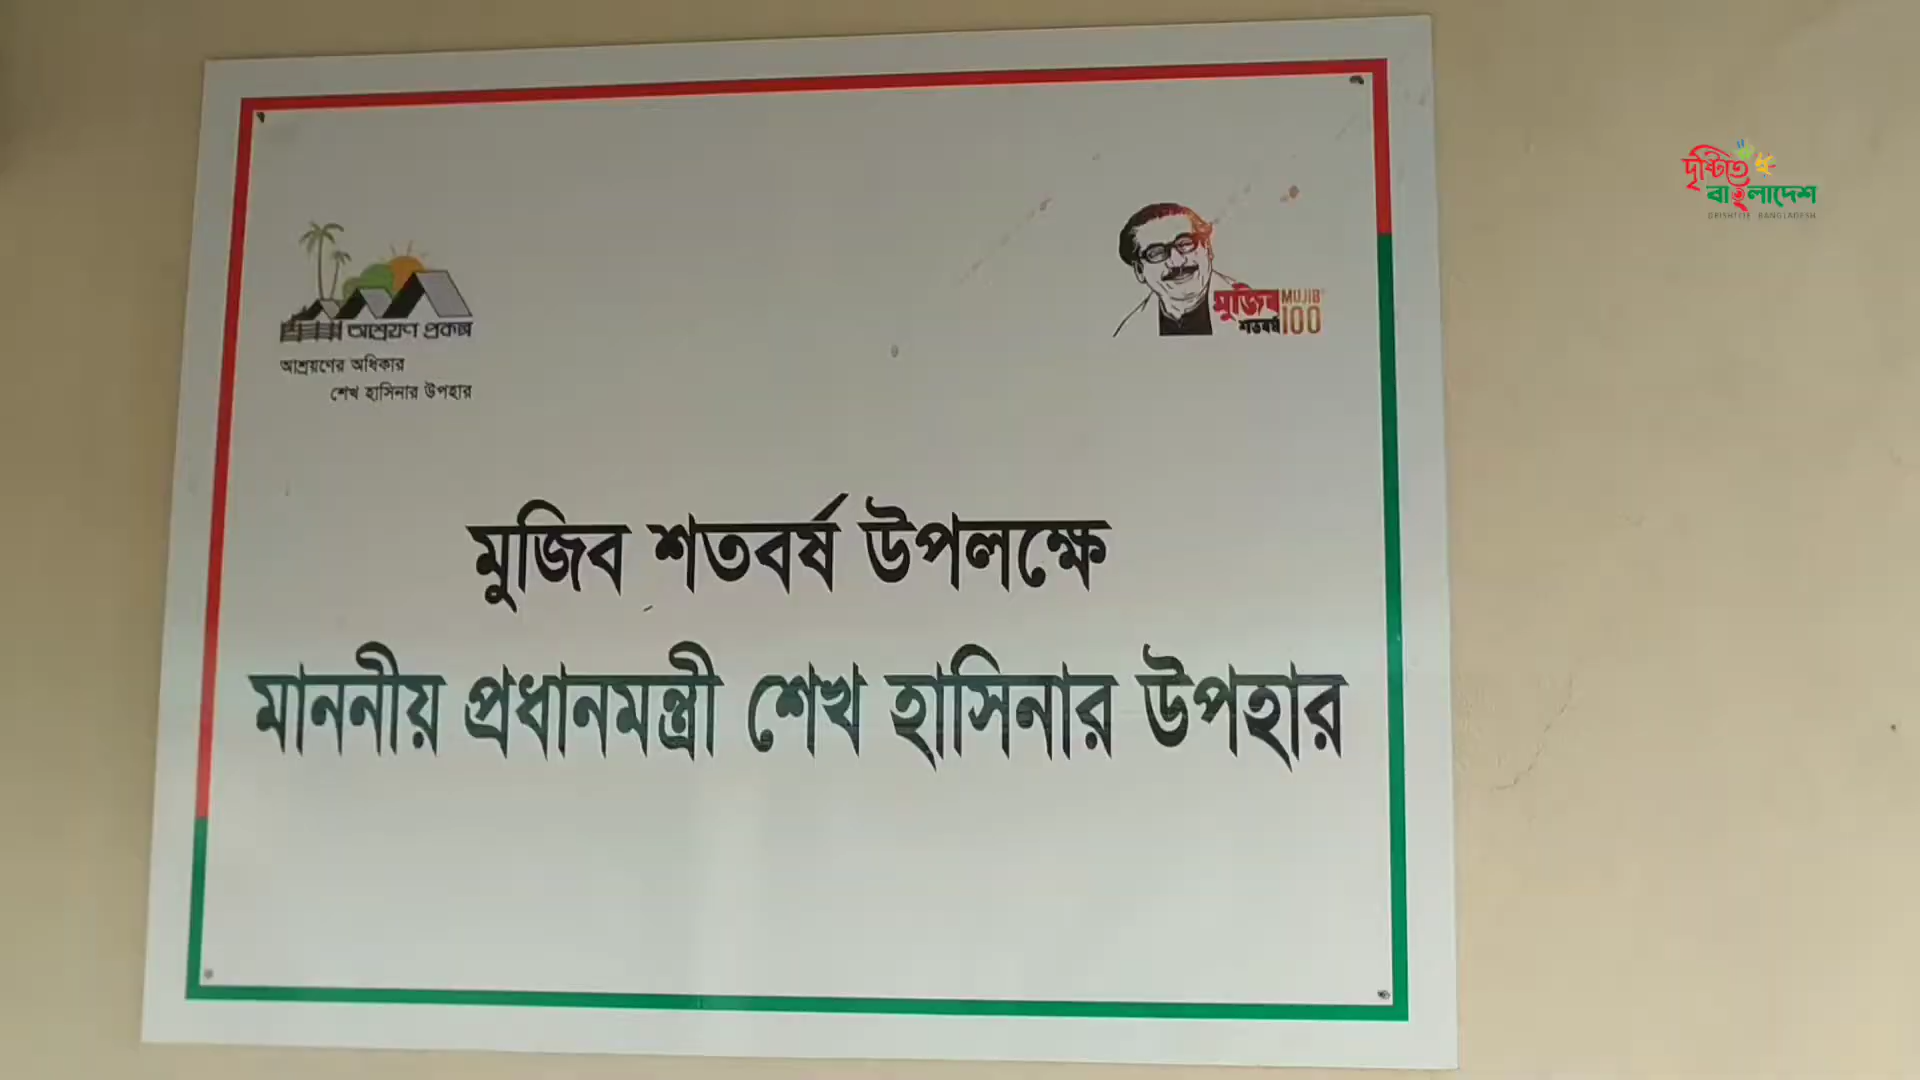 আশ্রয়ণ প্রকল্প
আশ্রয়ণের অধিকার
শেখ হাসিনার উপহার
মুজিব MUJIB
শতবর্ষ 100
মুজিব শতবর্ষ উপলক্ষে
মাননীয় প্রধানমন্ত্রী শেখ হাসিনার উপহার
দৃষ্টিতে
বাংলাদেশ
DRISHTITE BANGLADESH